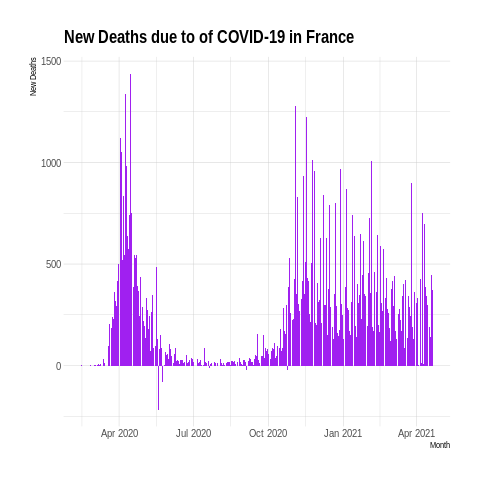 New Deaths due to of COVID-19 in France
New Deaths
1500
1000
500
0
Apr 2020 Jul 2020 Oct 2020 Jan 2021 Apr 2021
Month